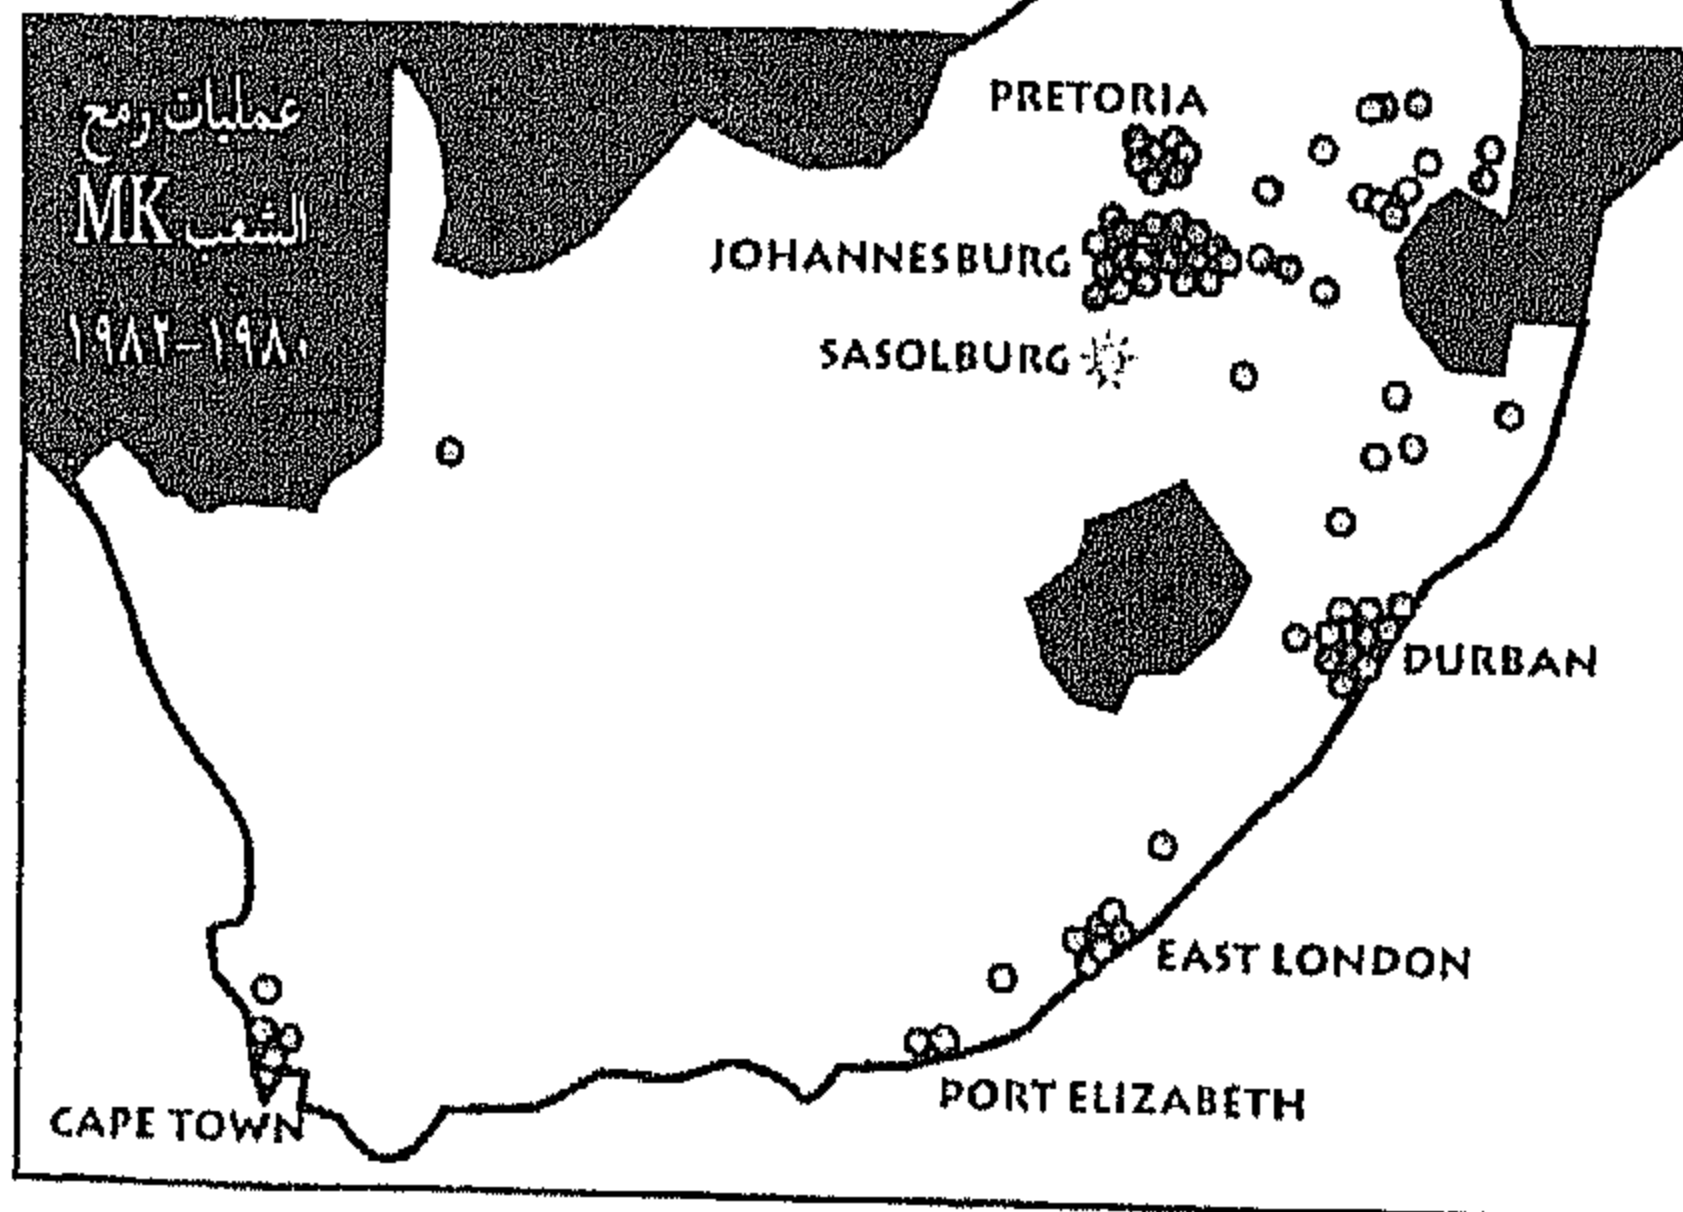 عمليات رمح
الشعب MK
١٩٨٠-١٩٨٢
PRETORIA
JOHANNESBURG
SASOLBURG
DURBAN
EAST LONDON
PORT ELIZABETH
CAPE TOWN